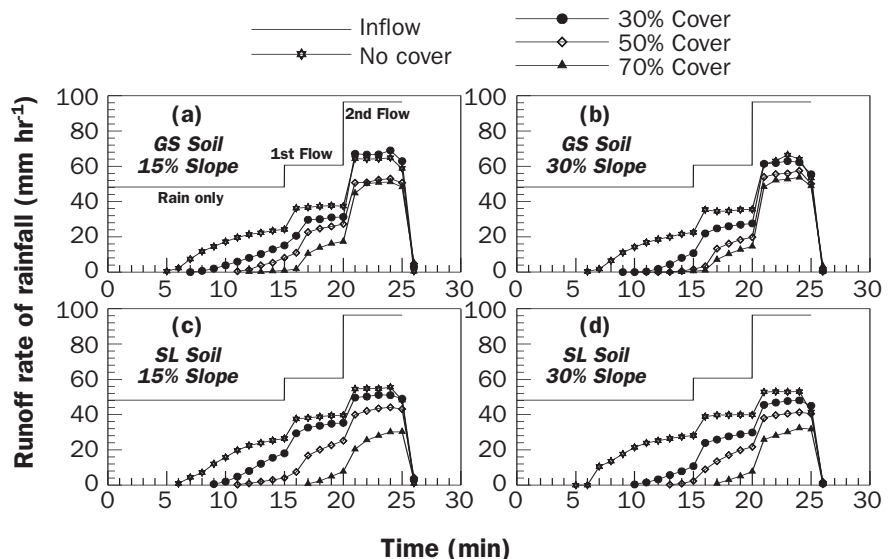 Inflow
No cover
30% Cover
50% Cover
70% Cover
Runoff rate of rainfall (mm hr-1)
100
80
60
40
20
0
(a)
GS Soil
15% Slope
Rain only
1st Flow
2nd Flow
0 5 10 15 20 25 30
100
80
60
40
20
0
(b)
GS Soil
30% Slope
0 5 10 15 20 25 30
100
80
60
40
20
0
(c)
SL Soil
15% Slope
0 5 10 15 20 25 30
100
80
60
40
20
0
(d)
SL Soil
30% Slope
0 5 10 15 20 25 30
Time (min)